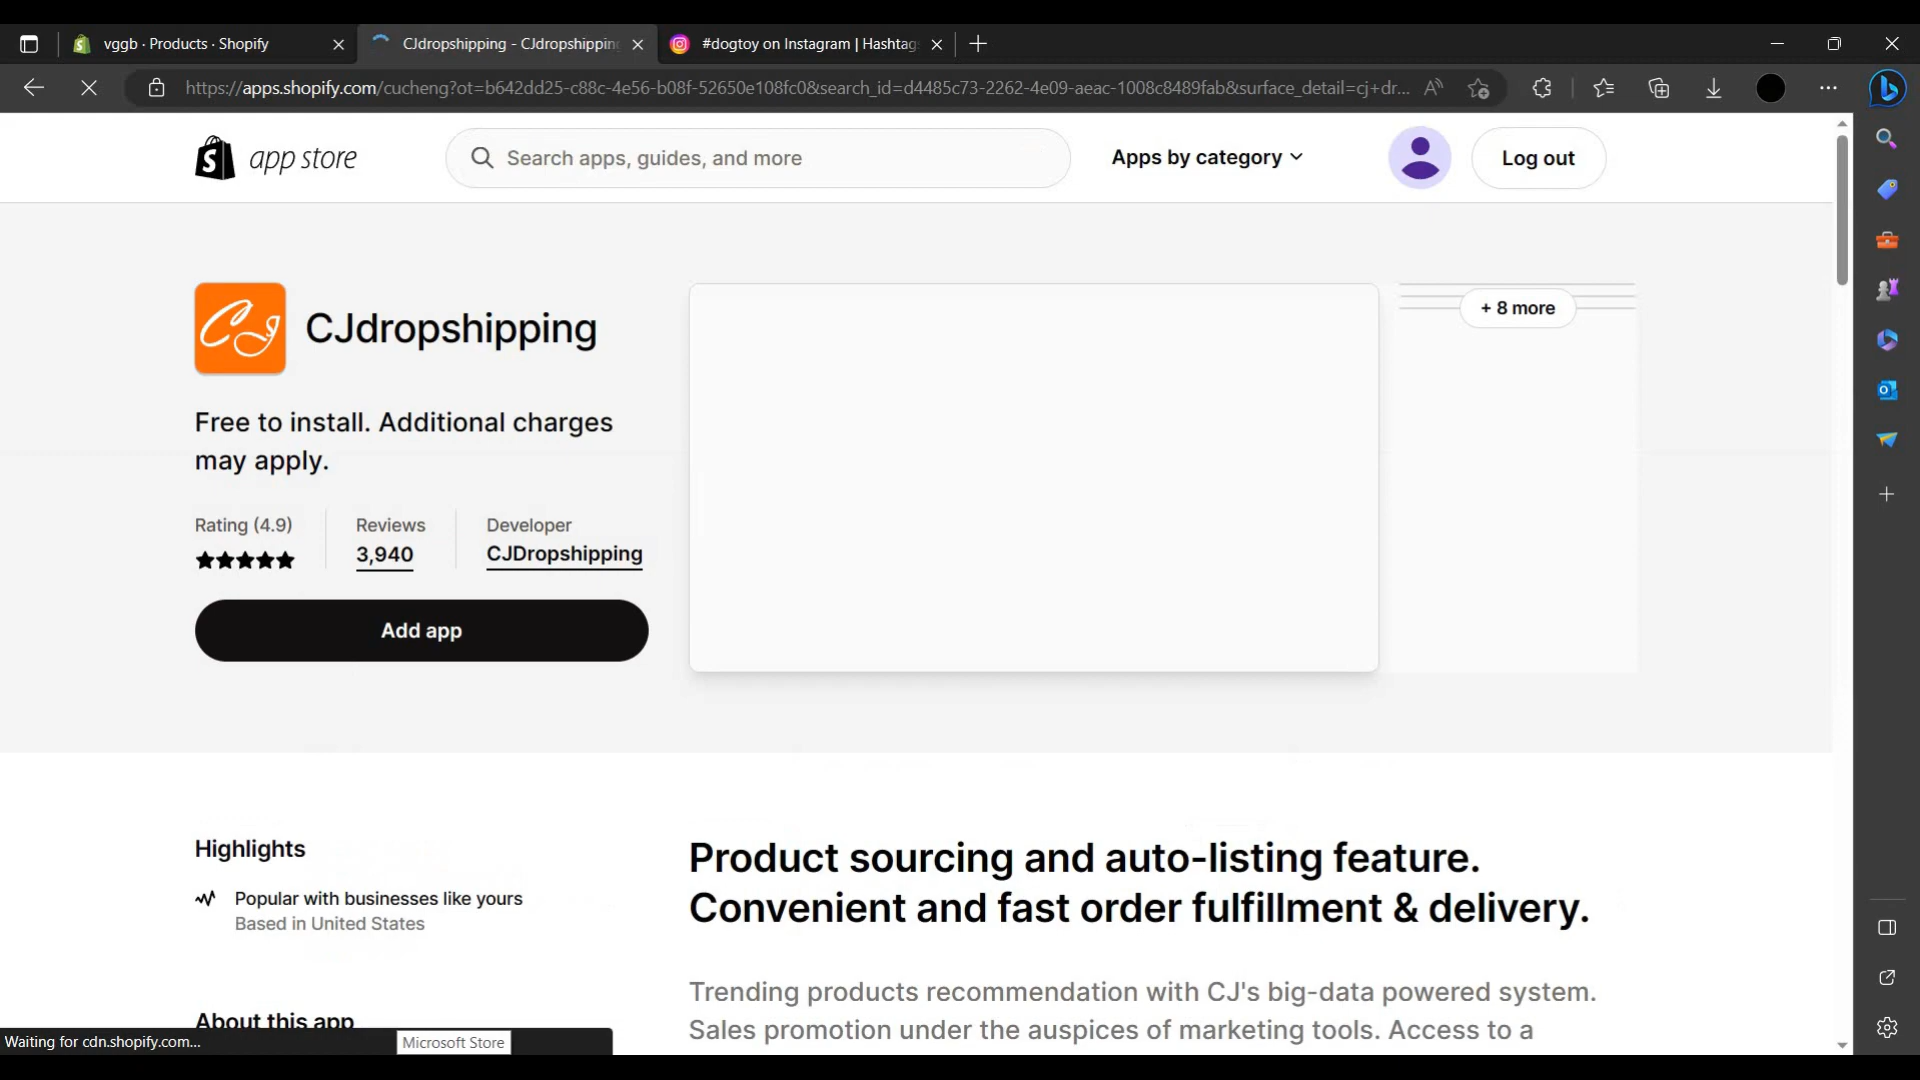 vggb · Products · Shopify
CJdropshipping - CJdropshipping
#dogtoy on Instagram | Hashtag
https://apps.shopify.com/cucheng?ot=b642dd25-c88c-4e56-b08f-52650e108fc0&search_id=d4485c73-2262-4e09-aeac-1008c8489fab&surface_detail=cj+dr...
app store
Search apps, guides, and more
Apps by category
Log out
CJ
CJdropshipping
+ 8 more
Free to install. Additional charges
may apply.
Rating (4.9)
Reviews
Developer
3,940
CJDropshipping
Add app
Highlights
Popular with businesses like yours
Based in United States
Product sourcing and auto-listing feature.
Convenient and fast order fulfillment & delivery.
Trending products recommendation with CJ's big-data powered system.
Sales promotion under the auspices of marketing tools. Access to a
About this app
Waiting for cdn.shopify.com...
Microsoft Store